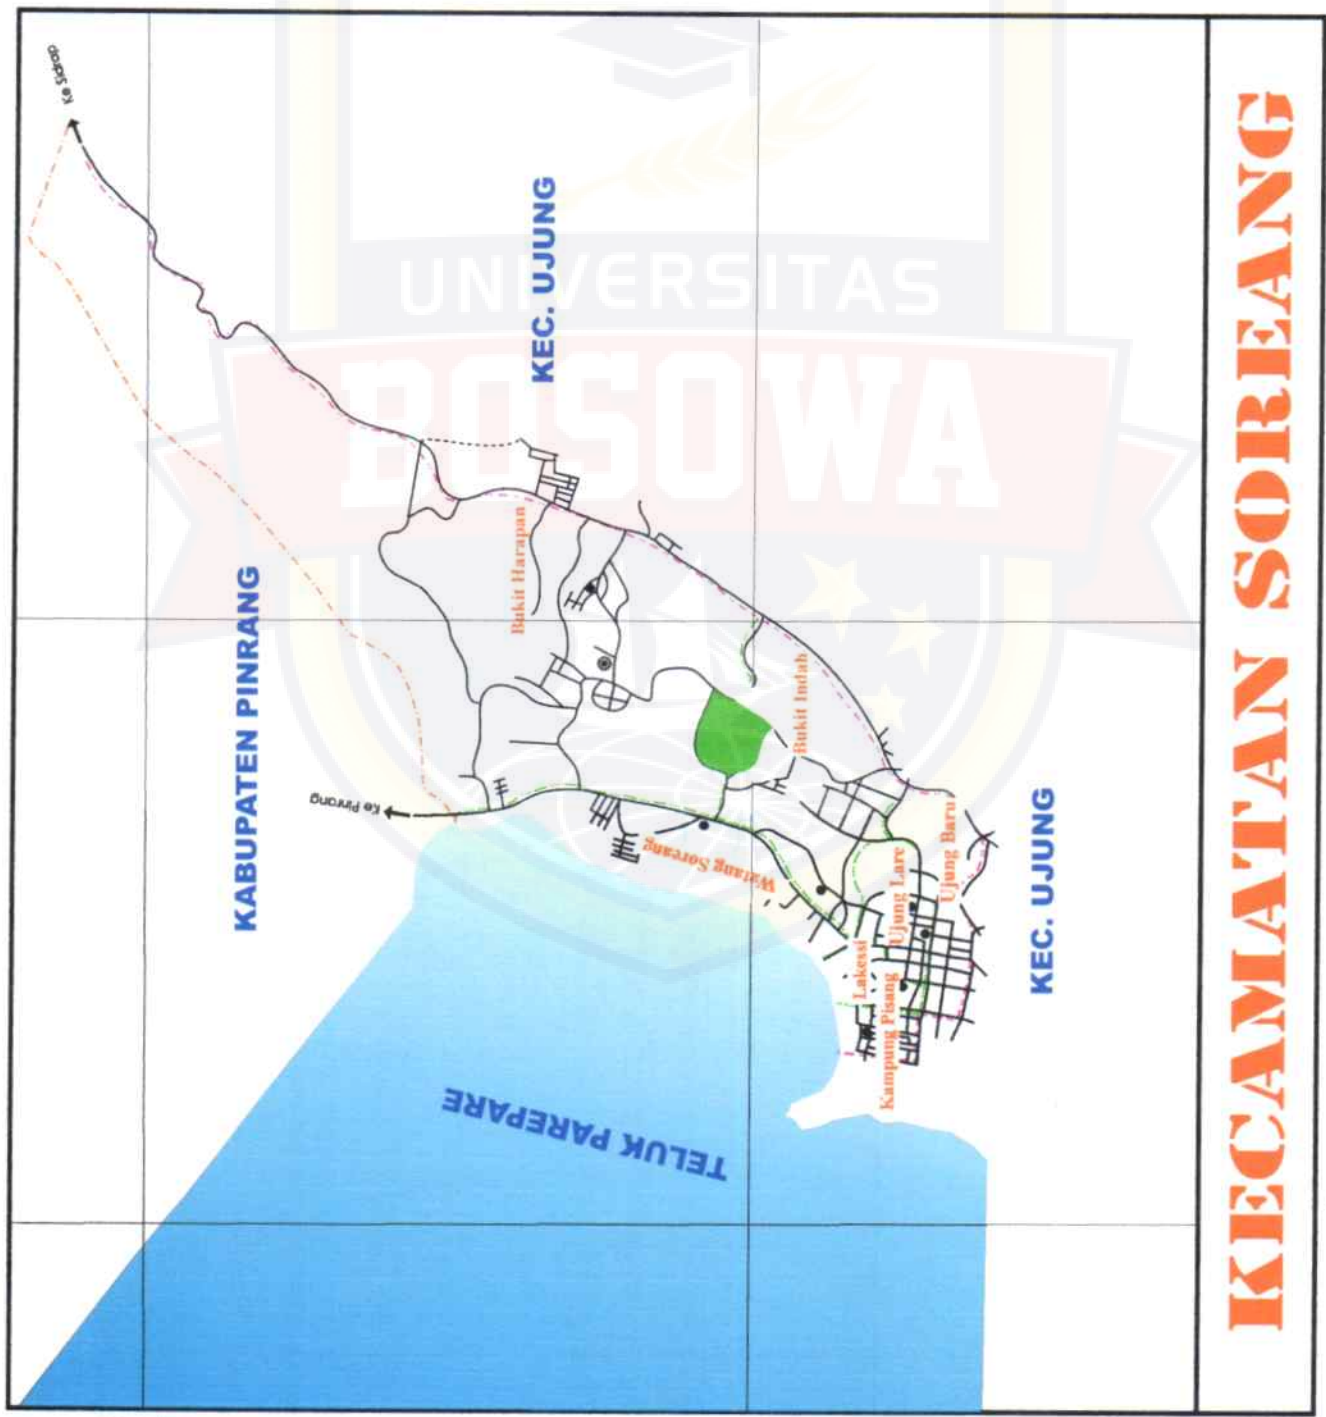 KECAMATAN SOREANG
Ke Sidrap
KEC. UJUNG
UNIVERSITAS
BOSOWA
KABUPATEN PINRANG
Bukit Harapan
Bukit Indah
Ke Pinrang
Watang Soreang
Ujung Baru
Ujung Lare
Lakessi
Kampung Pisang
KEC. UJUNG
TELUK PAREPARE